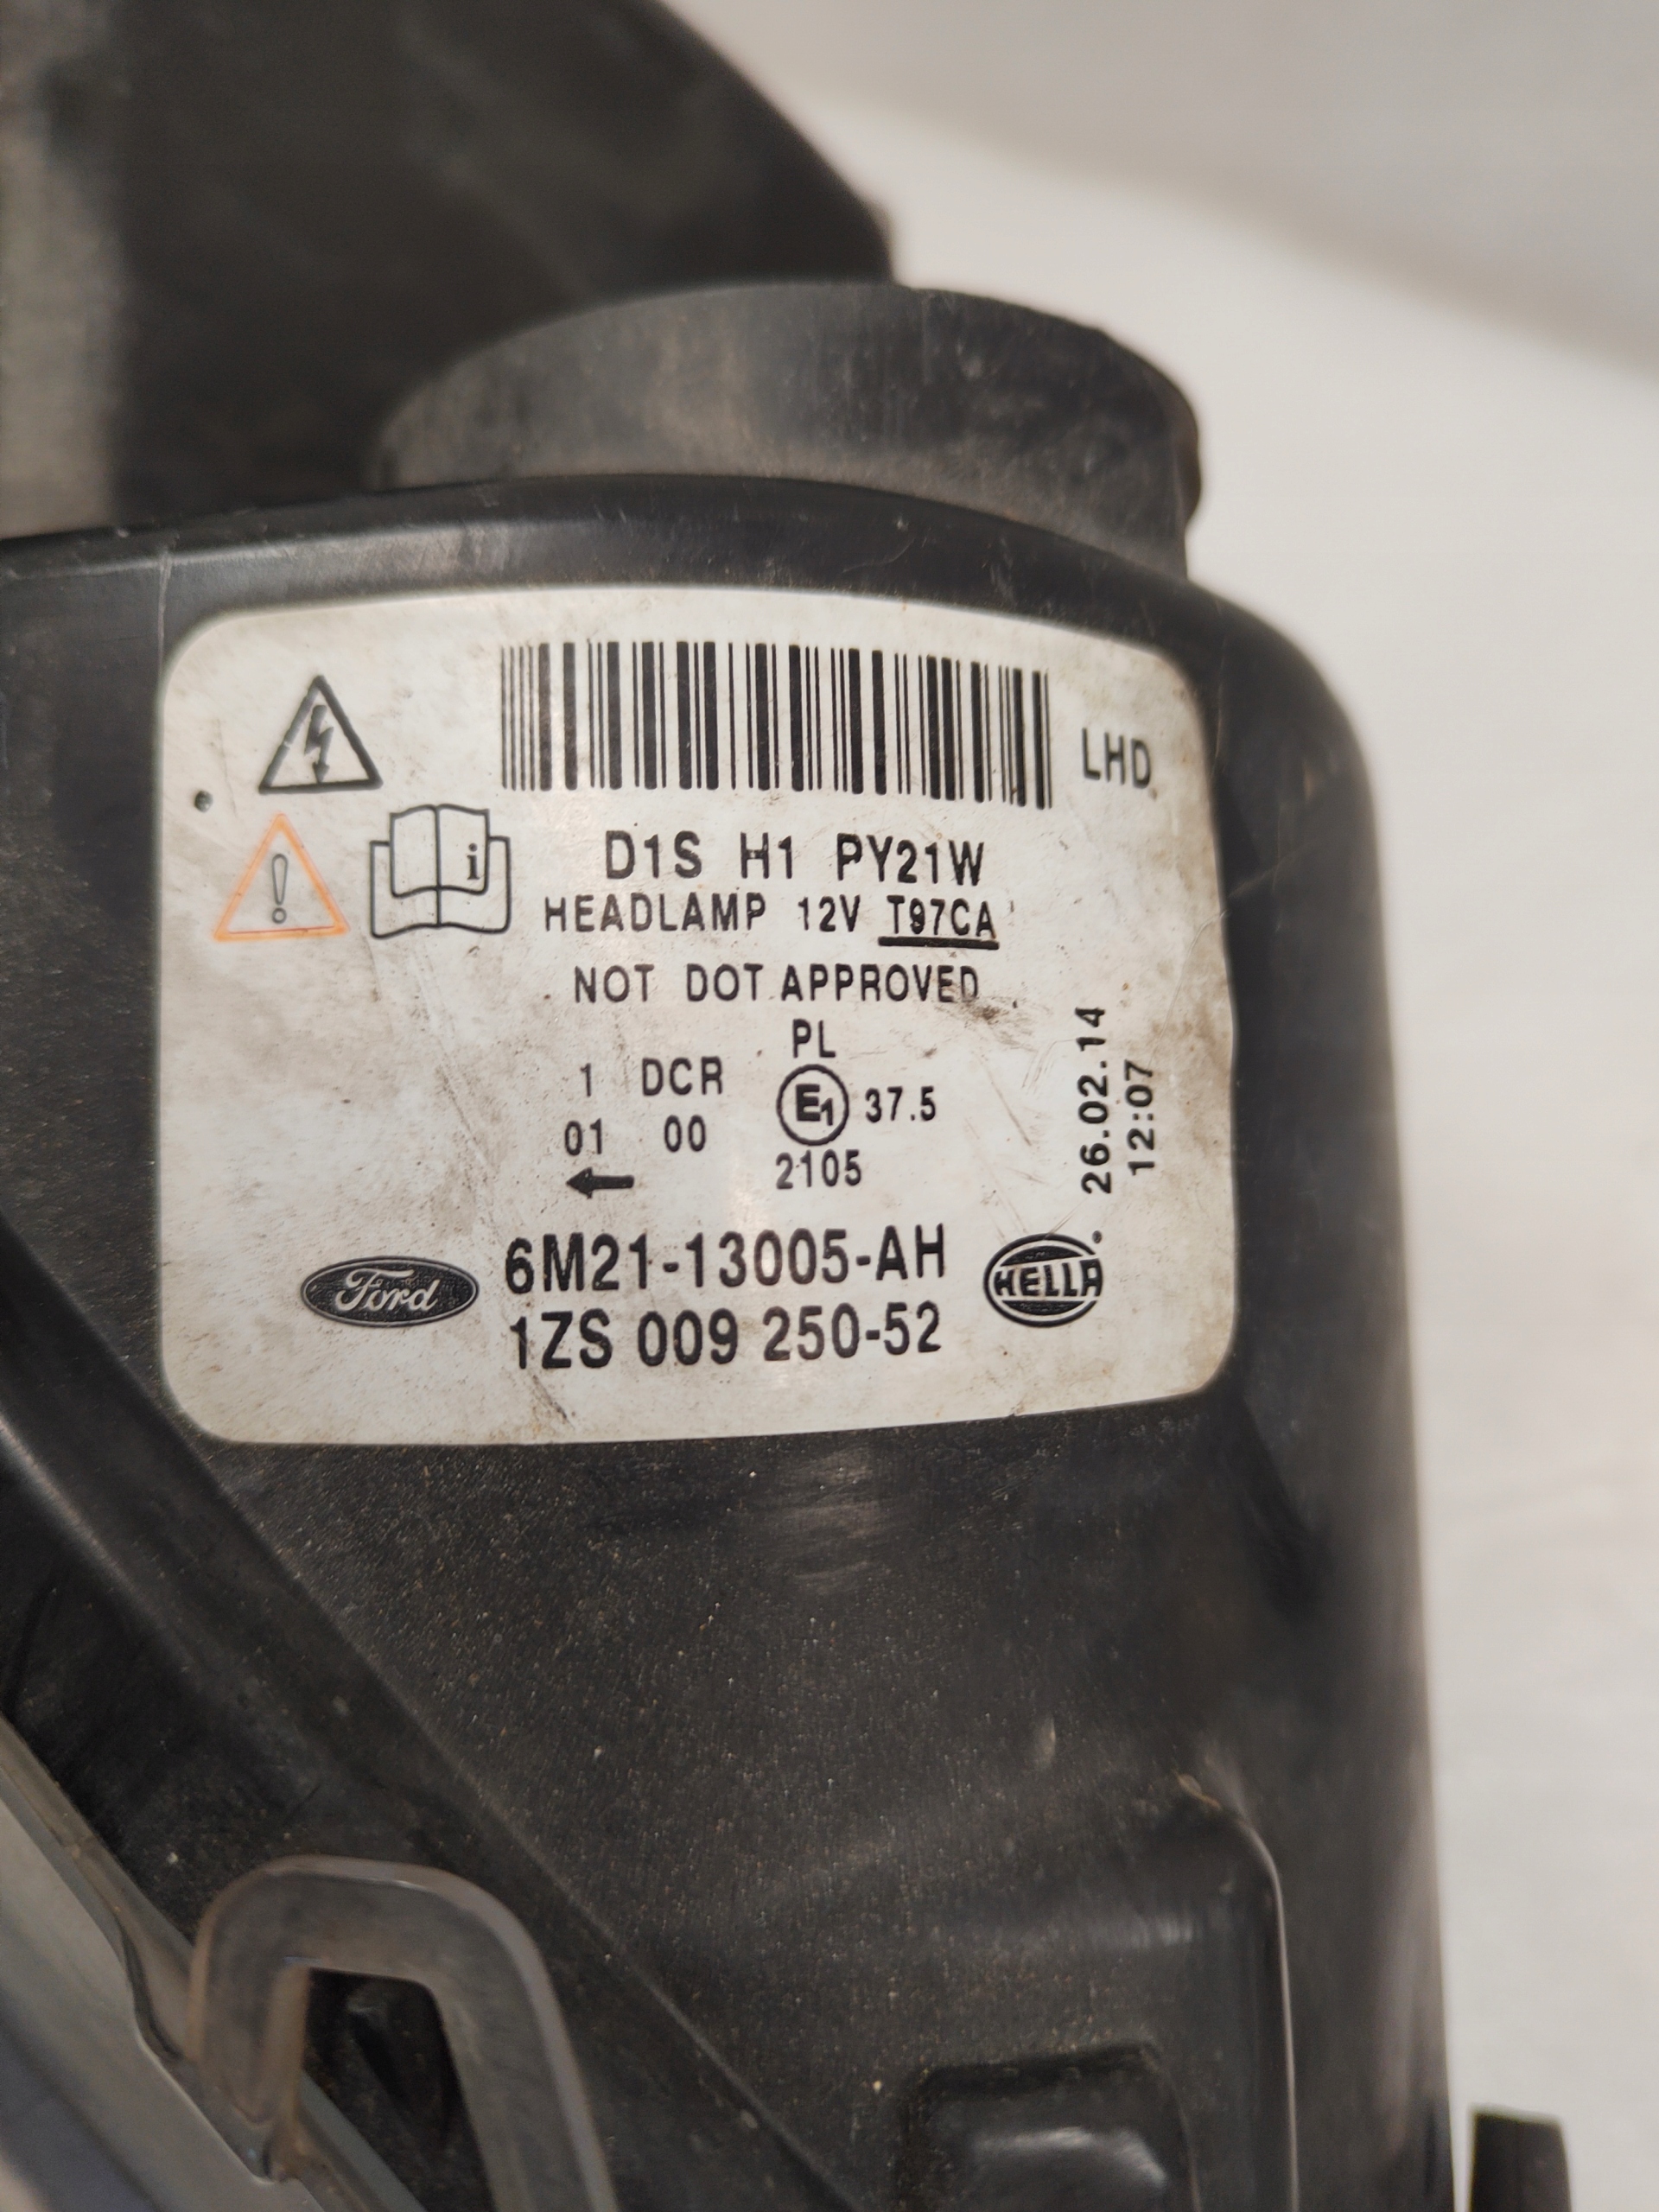 LHD
D1S H1 PY21W
HEADLAMP 12V T97CA
NOT DOT APPROVED
PL
1 DCR
E1 37.5
01 00
2105
26.02.14
12:07
Ford
6M21-13005-AH
HELLA
1ZS 009 250-52